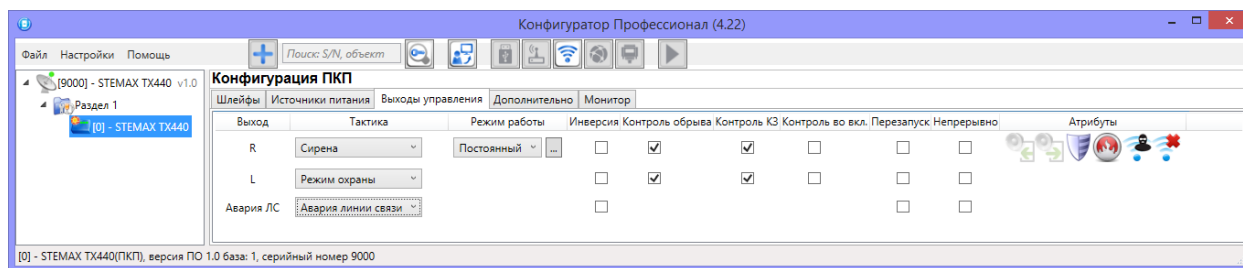 Конфигуратор Профессионал (4.22)
Файл Настройки Помощь Поиск: S/N, объект
[9000] - STEMAX TX440 v1.0
Раздел 1
[0] - STEMAX TX440
Конфигурация ПКП
Шлейфы Источники питания Выходы управления Дополнительно Монитор
Выход Тактика Режим работы Инверсия Контроль обрыва Контроль КЗ Контроль во вкл. Перезапуск Непрерывно Атрибуты
R Сирена Постоянный ...
L Режим охраны
Авария ЛС Авария линии связи
[0] - STEMAX TX440(ПКП), версия ПО 1.0 база: 1, серийный номер 9000